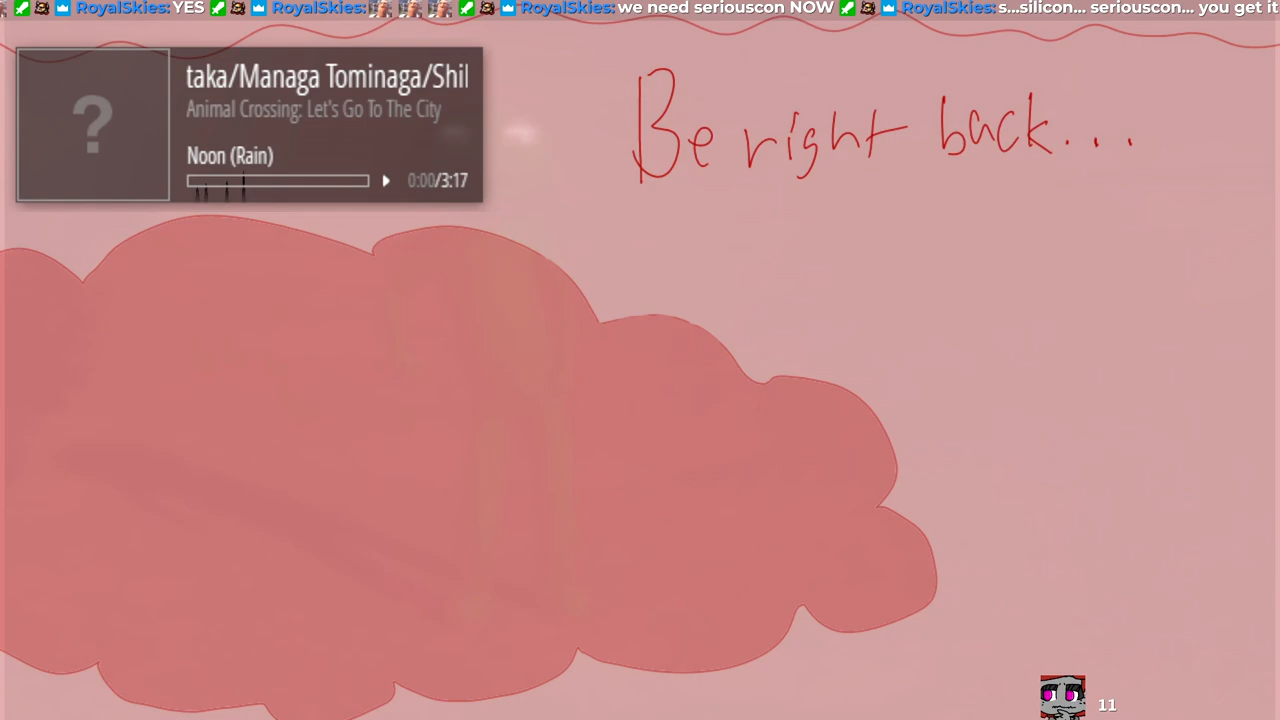 RoyalSkies: YES RoyalSkies: RoyalSkies: we need seriouscon NOW RoyalSkies: s...silicon... seriouscon... you get it
taka/Managa Tominaga/Shil
Animal Crossing: Let's Go To The City
Noon (Rain)
0:00/3:17
?
Be right back...
11